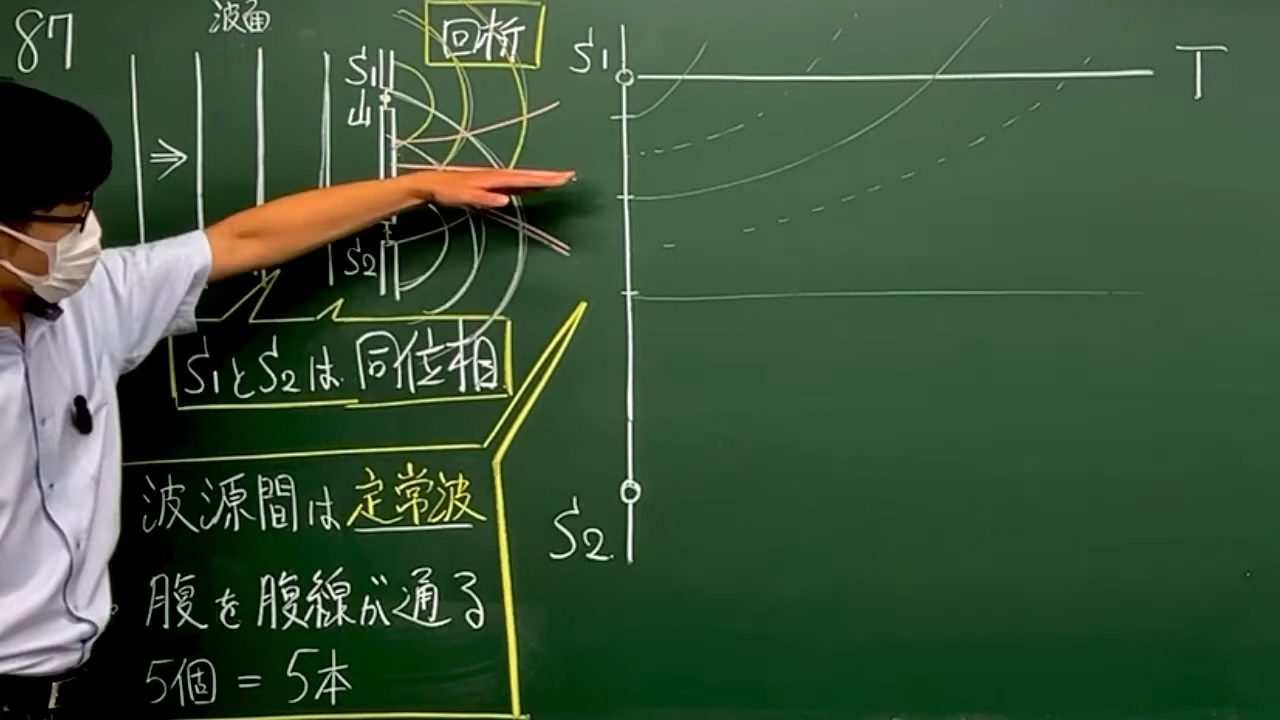 87
波面
回折
S1
山
S2
S1とS2は同位相
波源間は定常波
腹を腹線が通る
5個 = 5本
S1
T
S2